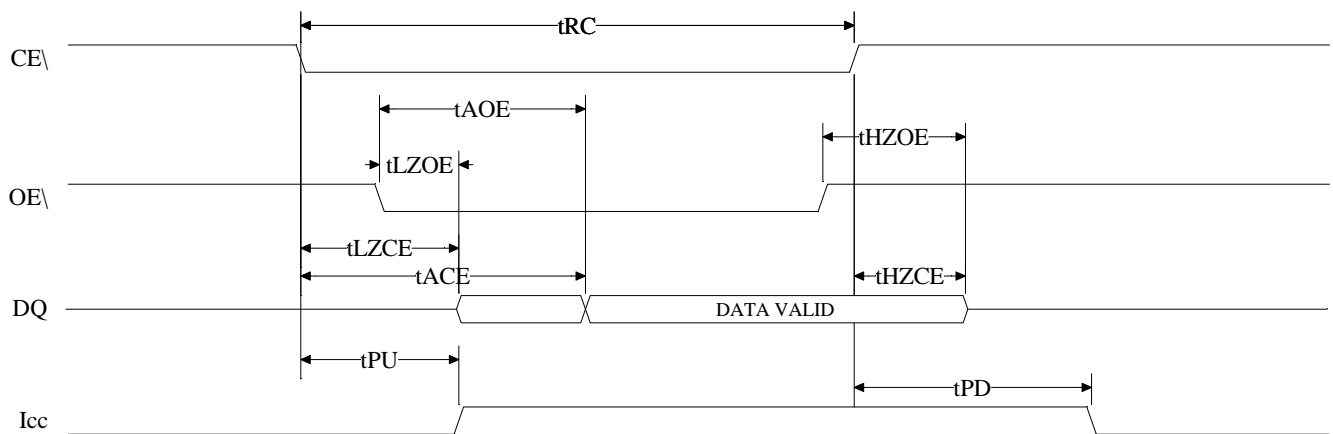 tRC
CE\
tAOE
tHZOE
tLZOE
OE\
tLZCE
tACE
tHZCE
DQ
DATA VALID
tPU
tPD
Icc